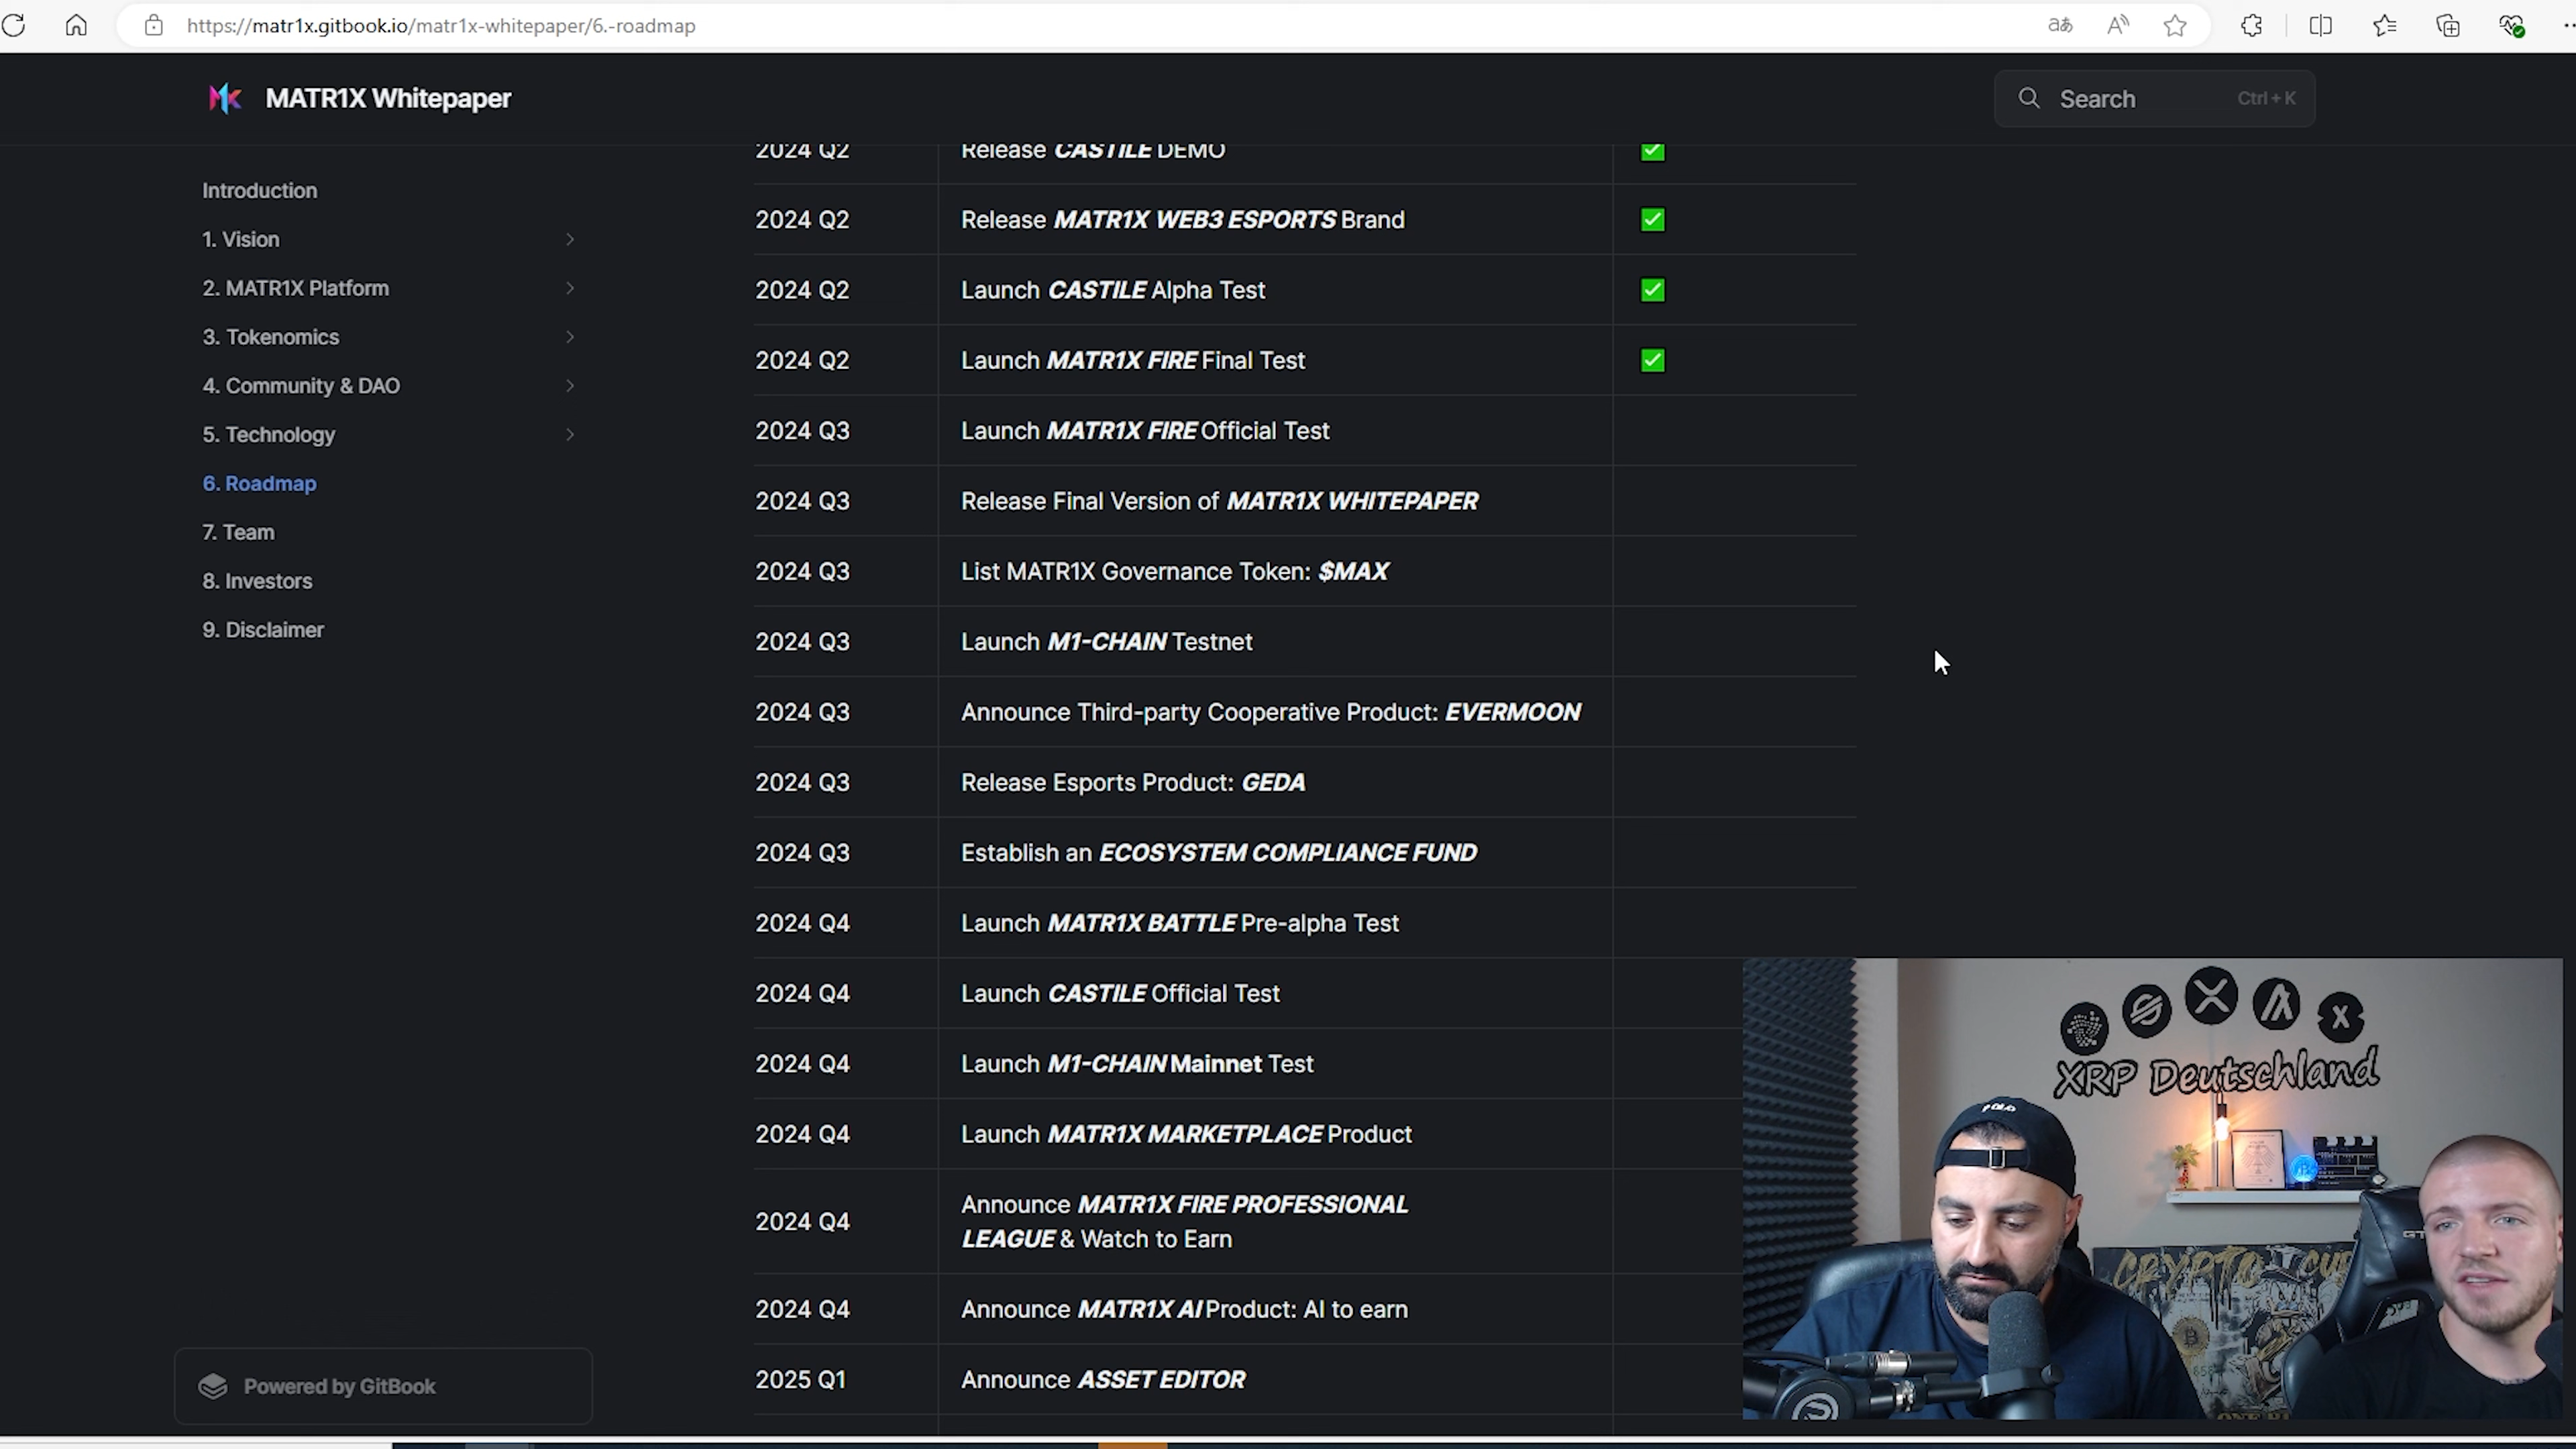 https://matr1x.gitbook.io/matr1x-whitepaper/6.-roadmap
MATR1X Whitepaper
Search
Ctrl + K
Introduction
1. Vision
2. MATR1X Platform
3. Tokenomics
4. Community & DAO
5. Technology
6. Roadmap
7. Team
8. Investors
9. Disclaimer
Powered by GitBook
2024 Q2 Release CASTILE DEMO ✅
2024 Q2 Release MATR1X WEB3 ESPORTS Brand ✅
2024 Q2 Launch CASTILE Alpha Test ✅
2024 Q2 Launch MATR1X FIRE Final Test ✅
2024 Q3 Launch MATR1X FIRE Official Test
2024 Q3 Release Final Version of MATR1X WHITEPAPER
2024 Q3 List MATR1X Governance Token: $MAX
2024 Q3 Launch M1-CHAIN Testnet
2024 Q3 Announce Third-party Cooperative Product: EVERMOON
2024 Q3 Release Esports Product: GEDA
2024 Q3 Establish an ECOSYSTEM COMPLIANCE FUND
2024 Q4 Launch MATR1X BATTLE Pre-alpha Test
2024 Q4 Launch CASTILE Official Test
2024 Q4 Launch M1-CHAIN Mainnet Test
2024 Q4 Launch MATR1X MARKETPLACE Product
2024 Q4 Announce MATR1X FIRE PROFESSIONAL
LEAGUE & Watch to Earn
2024 Q4 Announce MATR1X AI Product: AI to earn
2025 Q1 Announce ASSET EDITOR
XRP Deutschland
CRYPTO